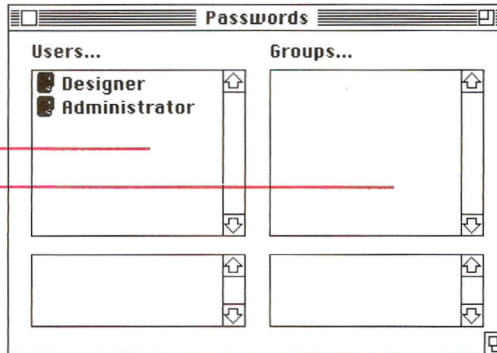 Passwords
Users...
Groups...
Designer
Administrator